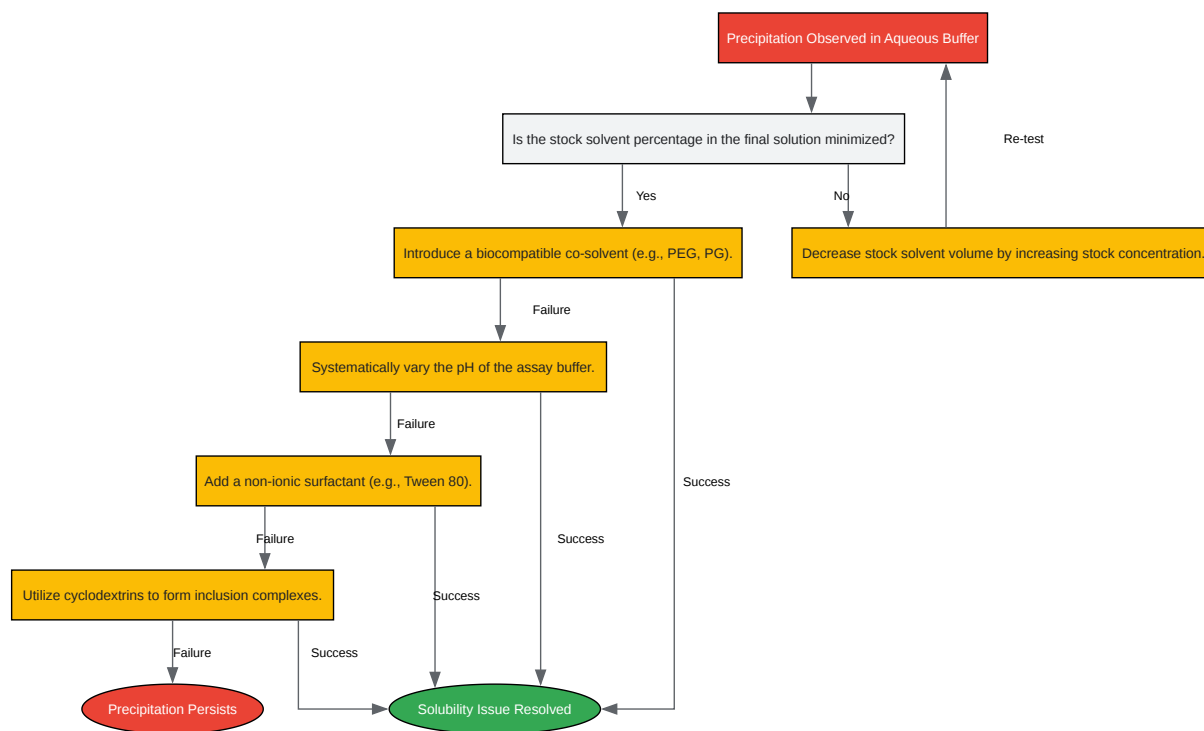 Precipitation Observed in Aqueous Buffer
Is the stock solvent percentage in the final solution minimized?
Re-test
Yes
No
Introduce a biocompatible co-solvent (e.g., PEG, PG).
Decrease stock solvent volume by increasing stock concentration.
Failure
Systematically vary the pH of the assay buffer.
Failure
Add a non-ionic surfactant (e.g., Tween 80).
Success
Failure
Success
Utilize cyclodextrins to form inclusion complexes.
Success
Failure
Success
Precipitation Persists
Solubility Issue Resolved